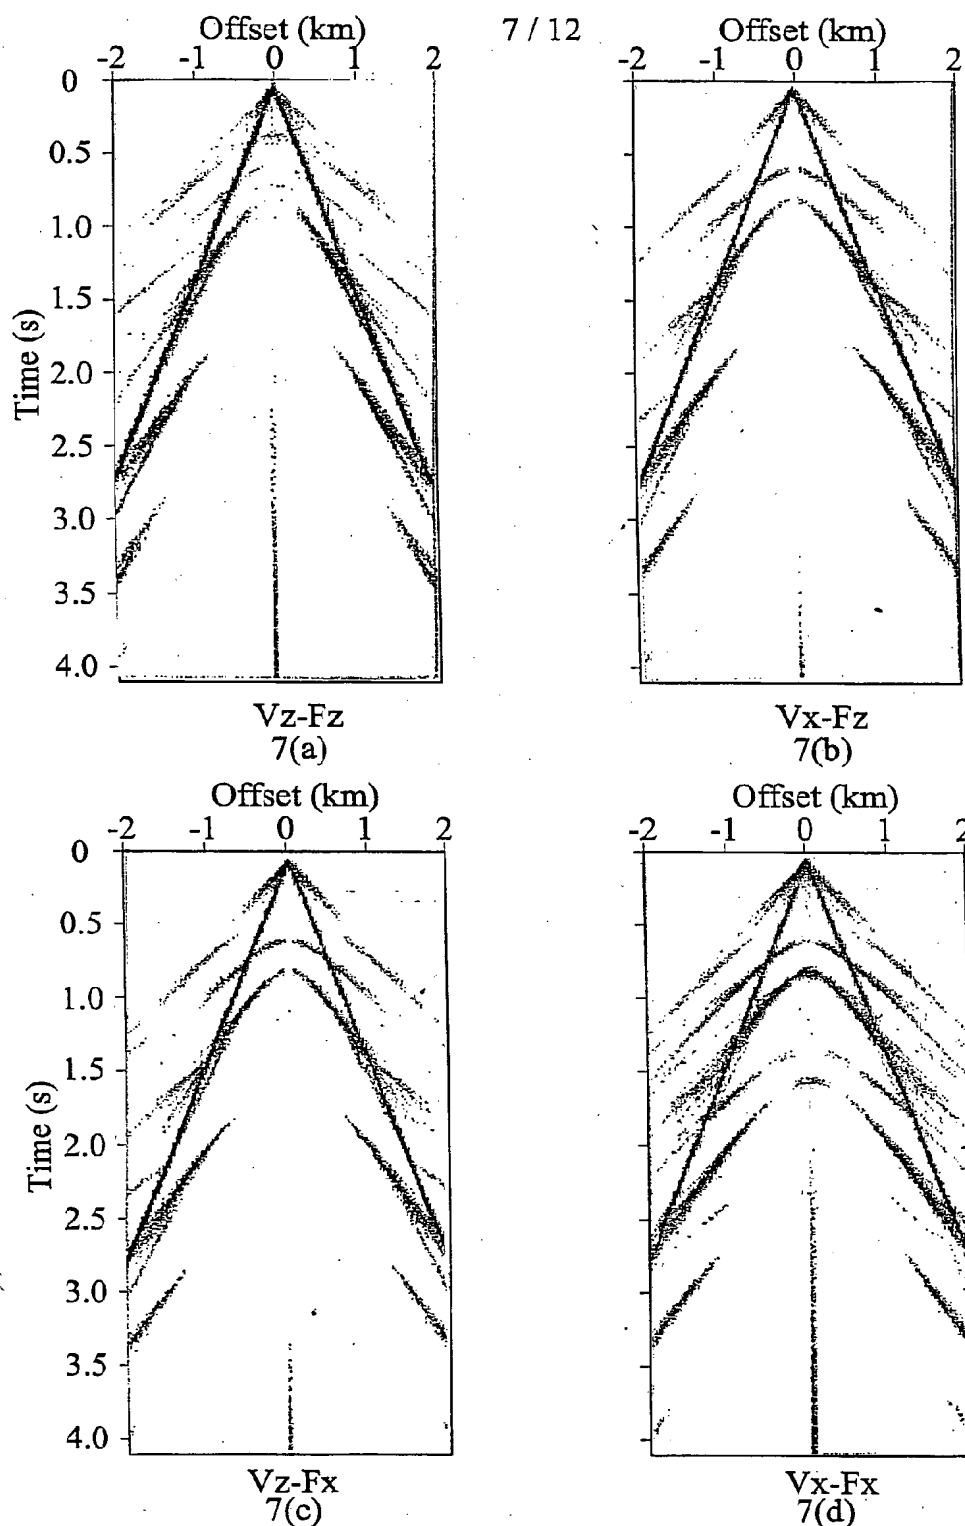 7 / 12
Offset (km)
-2 -1 0 1 2
0
0.5
1.0
1.5
2.0
2.5
3.0
3.5
4.0
Time (s)
Vz-Fz
7(a)
Offset (km)
-2 -1 0 1 2
Vx-Fz
7(b)
Offset (km)
-2 -1 0 1 2
0
0.5
1.0
1.5
2.0
2.5
3.0
3.5
4.0
Time (s)
Vz-Fx
7(c)
Offset (km)
-2 -1 0 1 2
Vx-Fx
7(d)